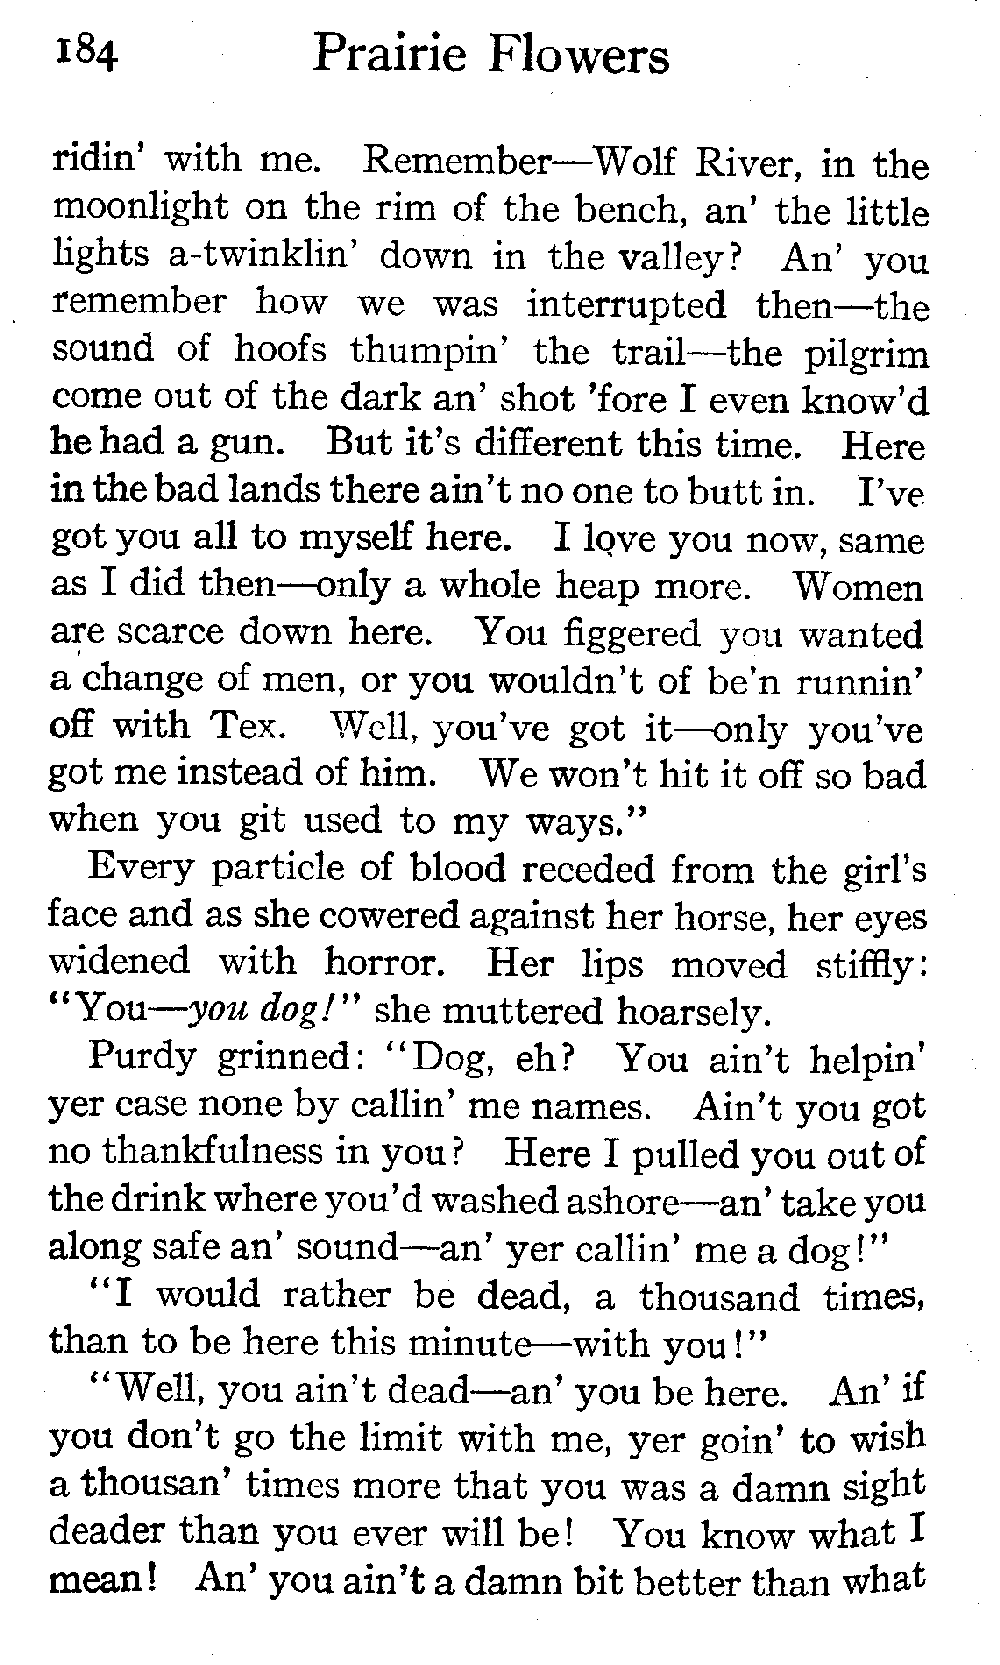 184 Prairie Flowers
ridin' with me. Remember—Wolf River, in the
moonlight on the rim of the bench, an' the little
lights a-twinklin' down in the valley? An' you
remember how we was interrupted then—the
sound of hoofs thumpin' the trail—the pilgrim
come out of the dark an' shot 'fore I even know'd
he had a gun. But it's different this time. Here
in the bad lands there ain't no one to butt in. I've
got you all to myself here. I love you now, same
as I did then—only a whole heap more. Women
are scarce down here. You figgered you wanted
a change of men, or you wouldn't of be'n runnin'
off with Tex. Well, you've got it—only you've
got me instead of him. We won't hit it off so bad
when you git used to my ways."
Every particle of blood receded from the girl's
face and as she cowered against her horse, her eyes
widened with horror. Her lips moved stiffly:
"You—you dog!" she muttered hoarsely.
Purdy grinned: "Dog, eh? You ain't helpin'
yer case none by callin' me names. Ain't you got
no thankfulness in you? Here I pulled you out of
the drink where you'd washed ashore—an' take you
along safe an' sound—an' yer callin' me a dog!"
"I would rather be dead, a thousand times,
than to be here this minute—with you!"
"Well, you ain't dead—an' you be here. An' if
you don't go the limit with me, yer goin' to wish
a thousan' times more that you was a damn sight
deader than you ever will be! You know what I
mean! An' you ain't a damn bit better than what